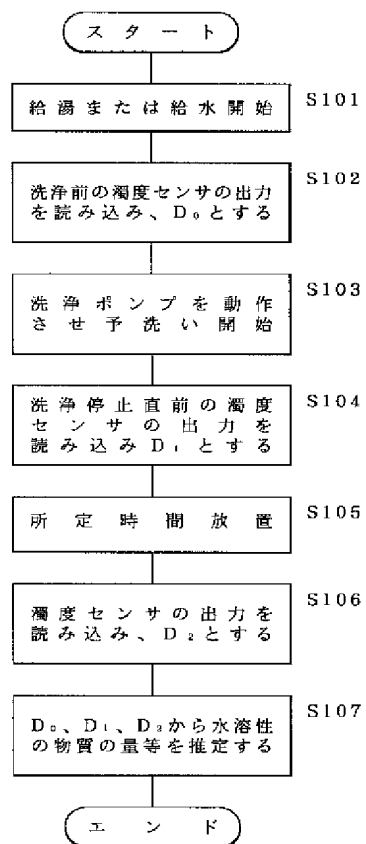 スタート
給湯または給水開始
S101
洗浄前の濁度センサの出力
を読み込み、D₀とする
S102
洗浄ポンプを動作
させ予洗い開始
S103
洗浄停止直前の濁度
センサの出力を
読み込みD₁とする
S104
所定時間放置
S105
濁度センサの出力を
読み込み、D₂とする
S106
D₀、D₁、D₂から水溶性
の物質の量等を推定する
S107
エンド